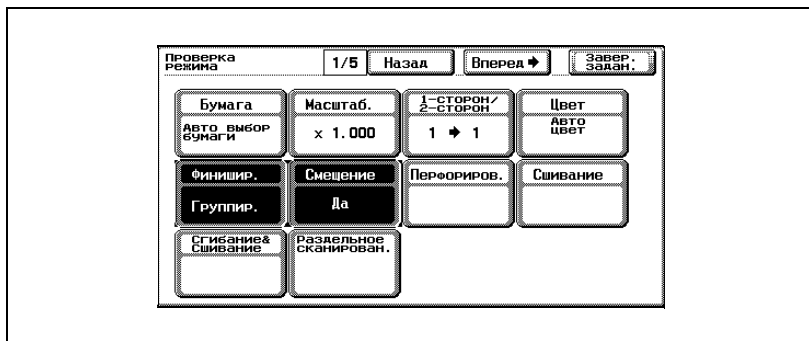 Проверка режима
1/5
Назад
Вперед ➔
Завер. задан.
Бумага
Масштаб.
1-сторон/ 2-сторон
Цвет
Авто выбор бумаги
× 1.000
1 ➔ 1
Авто цвет
Финишир.
Смещение
Перфориров.
Сшивание
Группир.
Да
Сгибание& Сшивание
Раздельное сканирован.